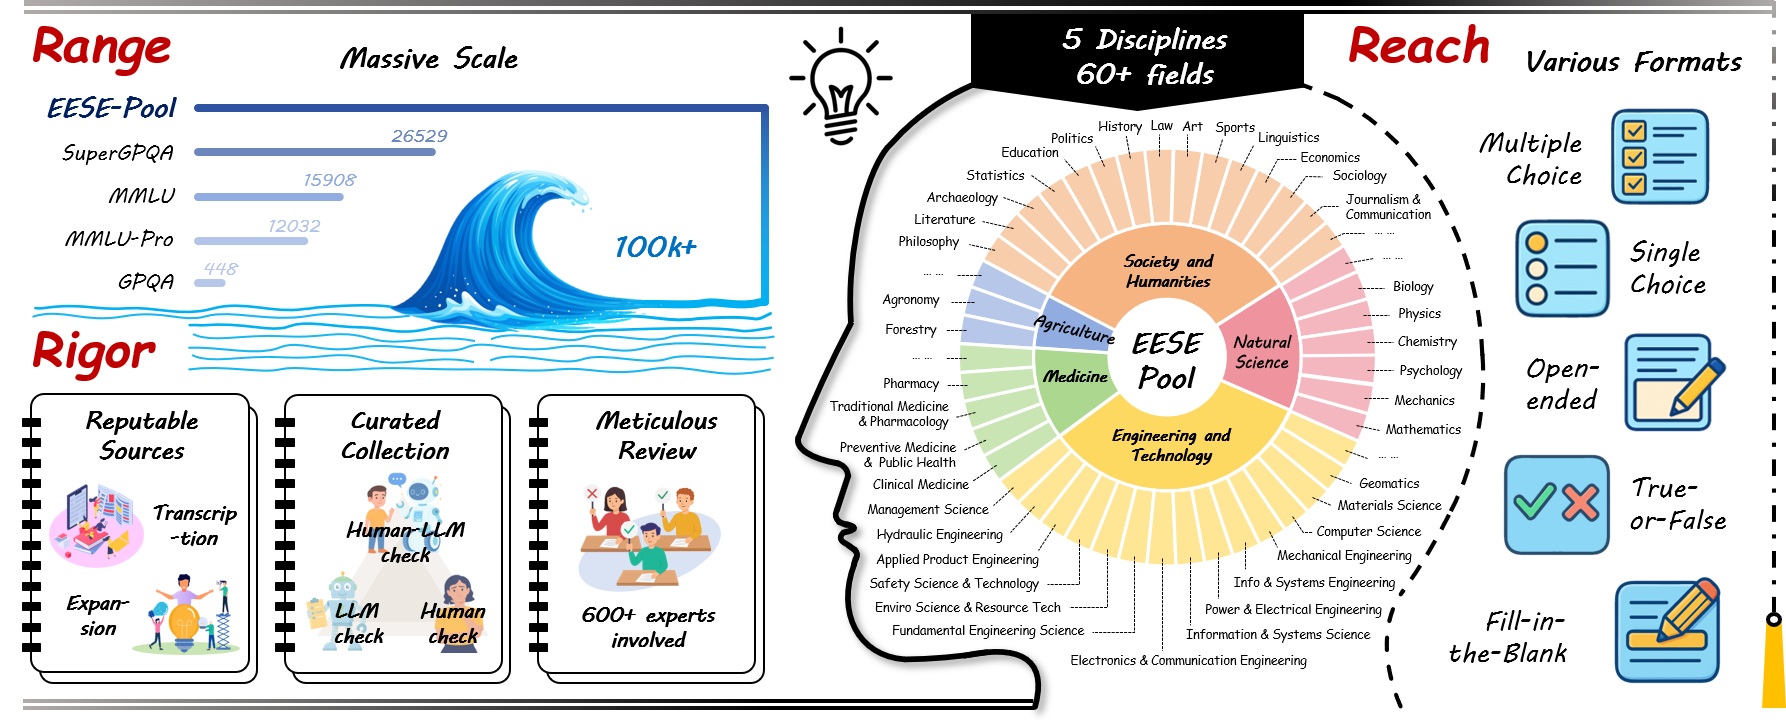 Range
Massive Scale
EESE-Pool
SuperGPQA
26529
MMLU
15908
MMLU-Pro
12032
GPQA
448
100k+
Rigor
Reputable
Sources
Transcrip
-tion
Expan-
sion
Curated
Collection
Human-LLM
check
LLM
check
Human
check
Meticulous
Review
600+ experts
involved
5 Disciplines
60+ fields
EESE
Pool
Society and
Humanities
Natural
Science
Engineering and
Technology
Medicine
Agriculture
Philosophy
Literature
Archaeology
Statistics
Education
Politics
History
Law
Art
Sports
Linguistics
Economics
Sociology
Journalism &
Communication
... ...
... ...
Biology
Physics
Chemistry
Psychology
Mechanics
Mathematics
... ...
Geomatics
Materials Science
Computer Science
Mechanical Engineering
Info & Systems Engineering
Power & Electrical Engineering
Information & Systems Science
Electronics & Communication Engineering
Fundamental Engineering Science
Enviro Science & Resource Tech
Safety Science & Technology
Applied Product Engineering
Hydraulic Engineering
Management Science
Clinical Medicine
Preventive Medicine
& Public Health
Traditional Medicine
& Pharmacology
Pharmacy
... ...
Forestry
Agronomy
... ...
Reach
Various Formats
Multiple
Choice
Single
Choice
Open-
ended
True-
or-False
Fill-in-
the-Blank